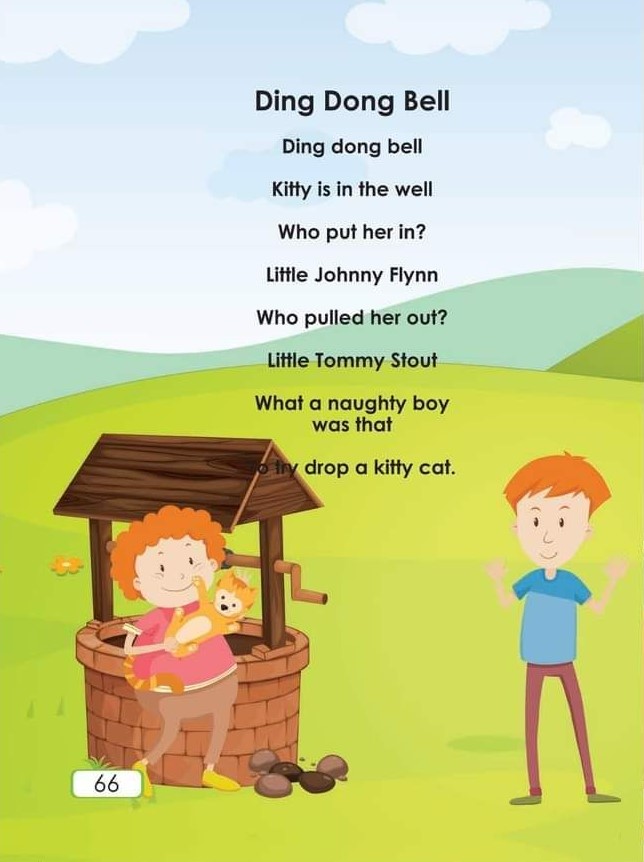 Ding Dong Bell
Ding dong bell
Kitty is in the well
Who put her in?
Little Johnny Flynn
Who pulled her out?
Little Tommy Stout
What a naughty boy
was that
to try drop a kitty cat.
66